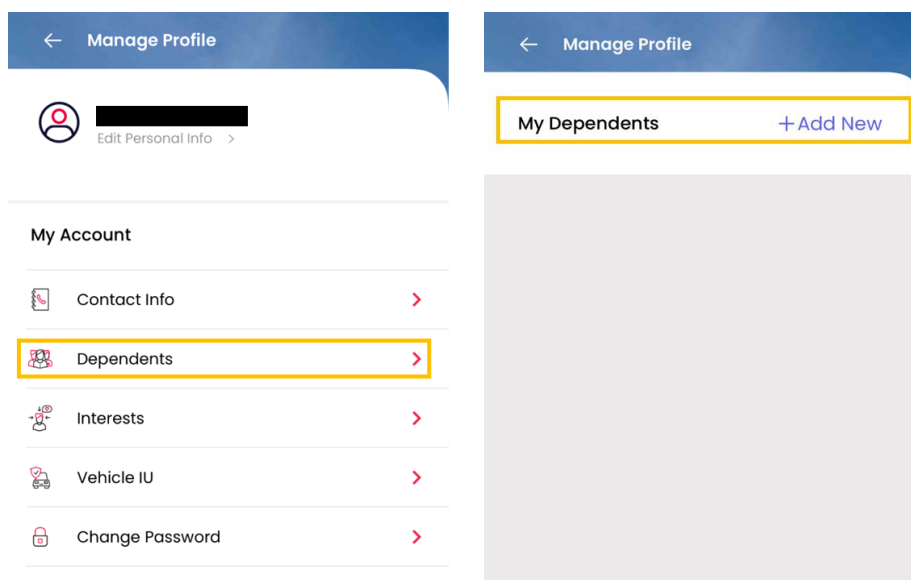 Manage Profile
Edit Personal Info >
My Account
Contact Info
Dependents
Interests
Vehicle IU
Change Password
Manage Profile
My Dependents
+Add New